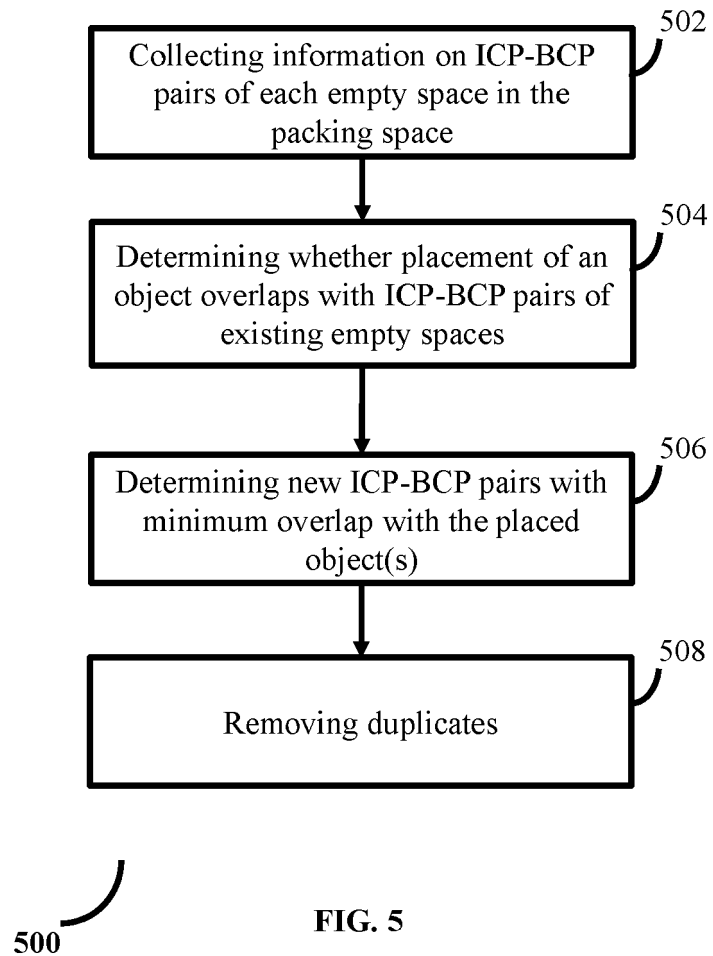 502
Collecting information on ICP-BCP
pairs of each empty space in the
packing space
504
Determining whether placement of an
object overlaps with ICP-BCP pairs of
existing empty spaces
506
Determining new ICP-BCP pairs with
minimum overlap with the placed
object(s)
508
Removing duplicates
500
FIG. 5